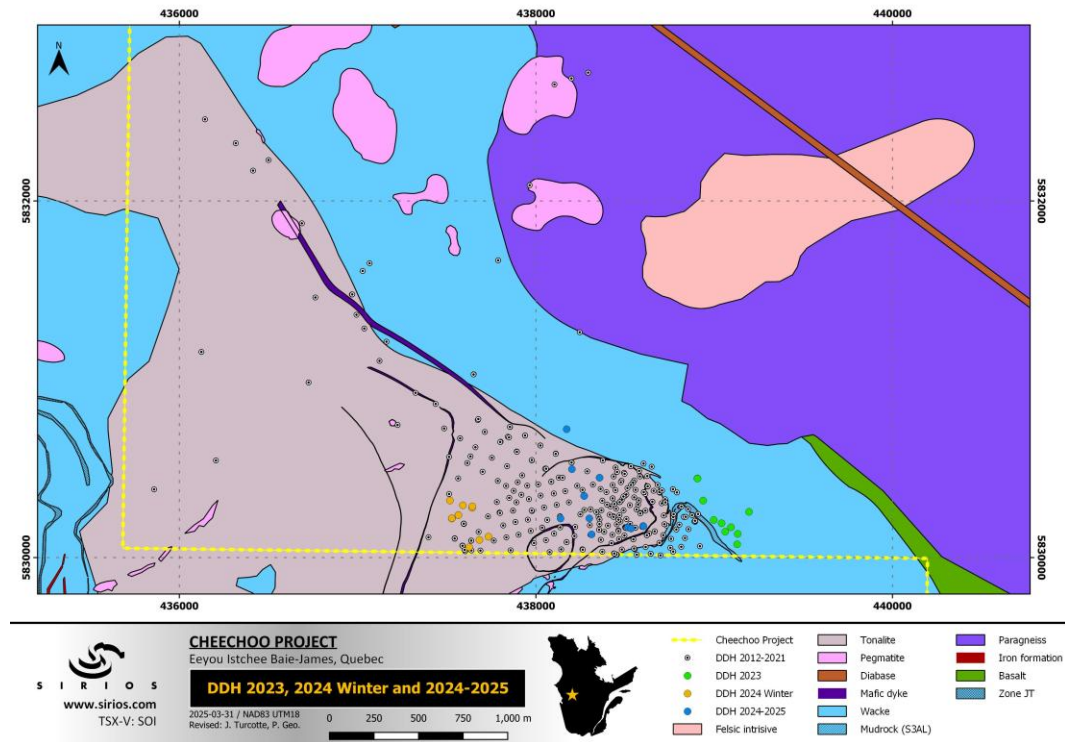 436000 438000 440000
N
5832000 5832000
5830000 5830000
436000 438000 440000
SIRIOS
www.sirios.com
TSX-V: SOI
CHEECHOO PROJECT
Eeyou Istchee Baie-James, Quebec
DDH 2023, 2024 Winter and 2024-2025
2025-03-31 / NAD83 UTM18
Revised: J. Turcotte, P. Geo.
0 250 500 750 1,000 m
Cheechoo Project
DDH 2012-2021
DDH 2023
DDH 2024 Winter
DDH 2024-2025
Felsic intrisive
Tonalite
Pegmatite
Diabase
Mafic dyke
Wacke
Mudrock (S3AL)
Paragneiss
Iron formation
Basalt
Zone JT